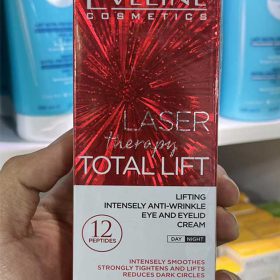 EVELINE
COSMETICS
LASER
therapy
TOTAL LIFT
LIFTING
INTENSELY ANTI-WRINKLE
EYE AND EYELID
CREAM
12
PEPTIDES
DAY NIGHT
INTENSELY SMOOTHES
STRONGLY TIGHTENS AND LIFTS
REDUCES DARK CIRCLES